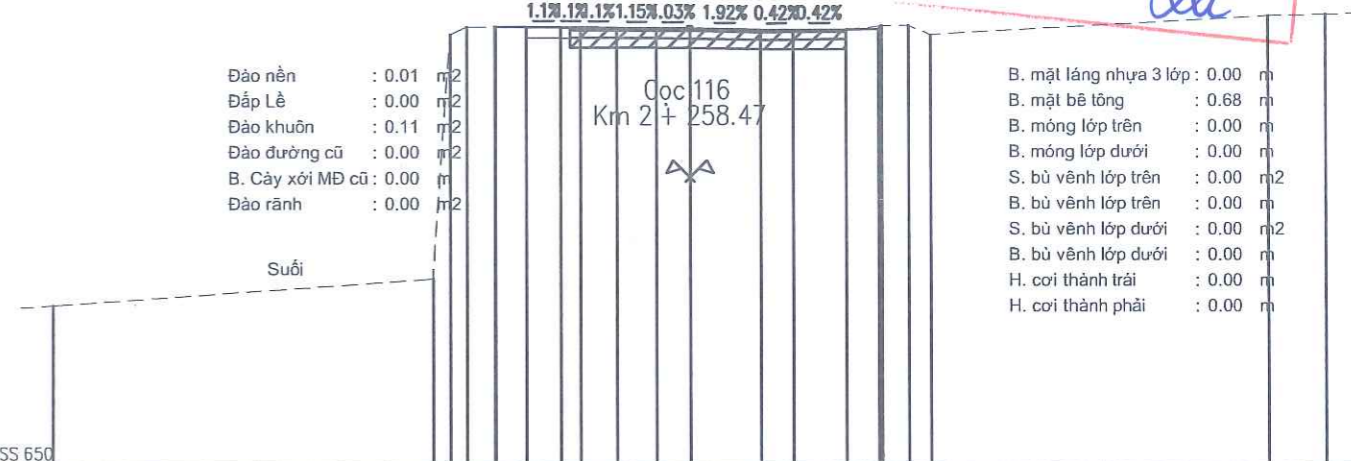 1.1% 1.1% 1.1% 1.15% .03% 1.92% 0.42% 0.42%
Đào nền : 0.01 m2
Đắp Lề : 0.00 m2
Đào khuôn : 0.11 m2
Đào đường cũ : 0.00 m2
B. Cày xới MĐ cũ : 0.00 m
Đào rãnh : 0.00 m2
Cọc 116
Km 2 + 258.47
B. mặt láng nhựa 3 lớp : 0.00 m
B. mặt bê tông : 0.68 m
B. móng lớp trên : 0.00 m
B. móng lớp dưới : 0.00 m
S. bù vênh lớp trên : 0.00 m2
B. bù vênh lớp trên : 0.00 m
S. bù vênh lớp dưới : 0.00 m2
B. bù vênh lớp dưới : 0.00 m
H. cơi thành trái : 0.00 m
H. cơi thành phải : 0.00 m
Suối
SS 650